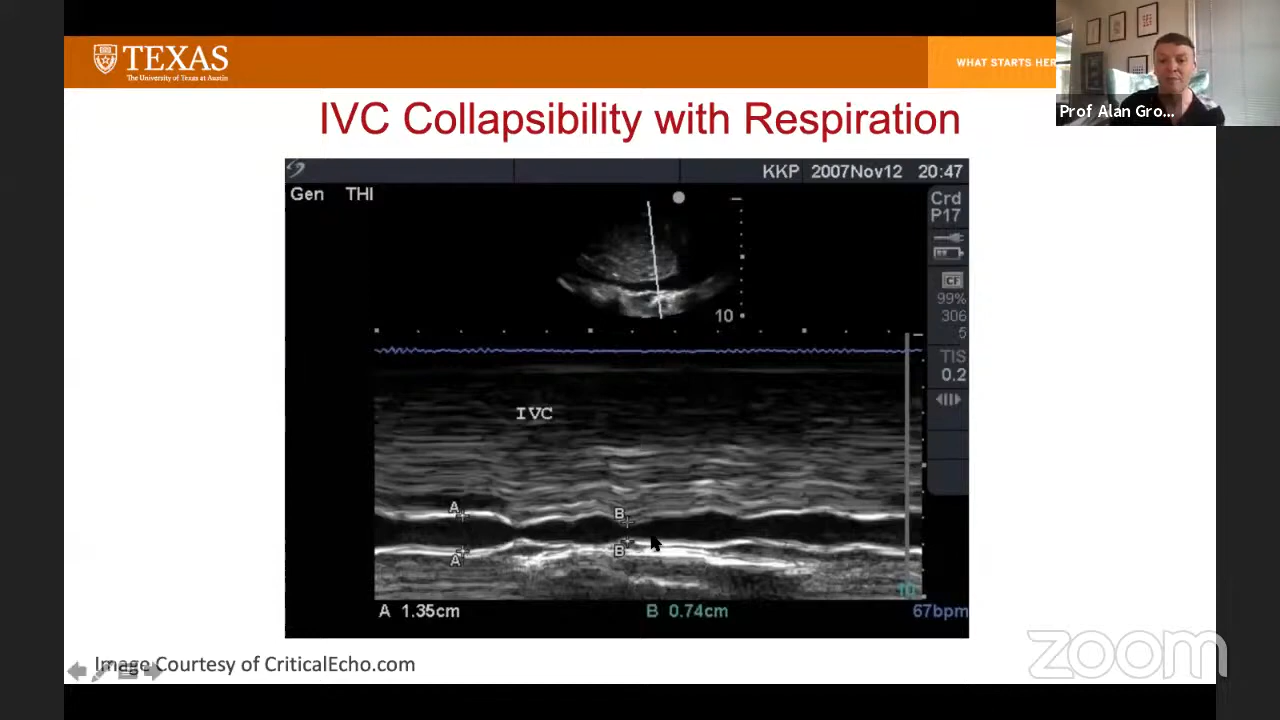 TEXAS
The University of Texas at Austin
WHAT STARTS HER
Prof Alan Gro...
IVC Collapsibility with Respiration
KKP 2007Nov12 20:47
Gen THI
Crd
P17
CF
99%
306
5
10
TIS
0.2
IVC
A
B
A
B
10
A 1.35cm B 0.74cm 67bpm
Image Courtesy of CriticalEcho.com
zoom